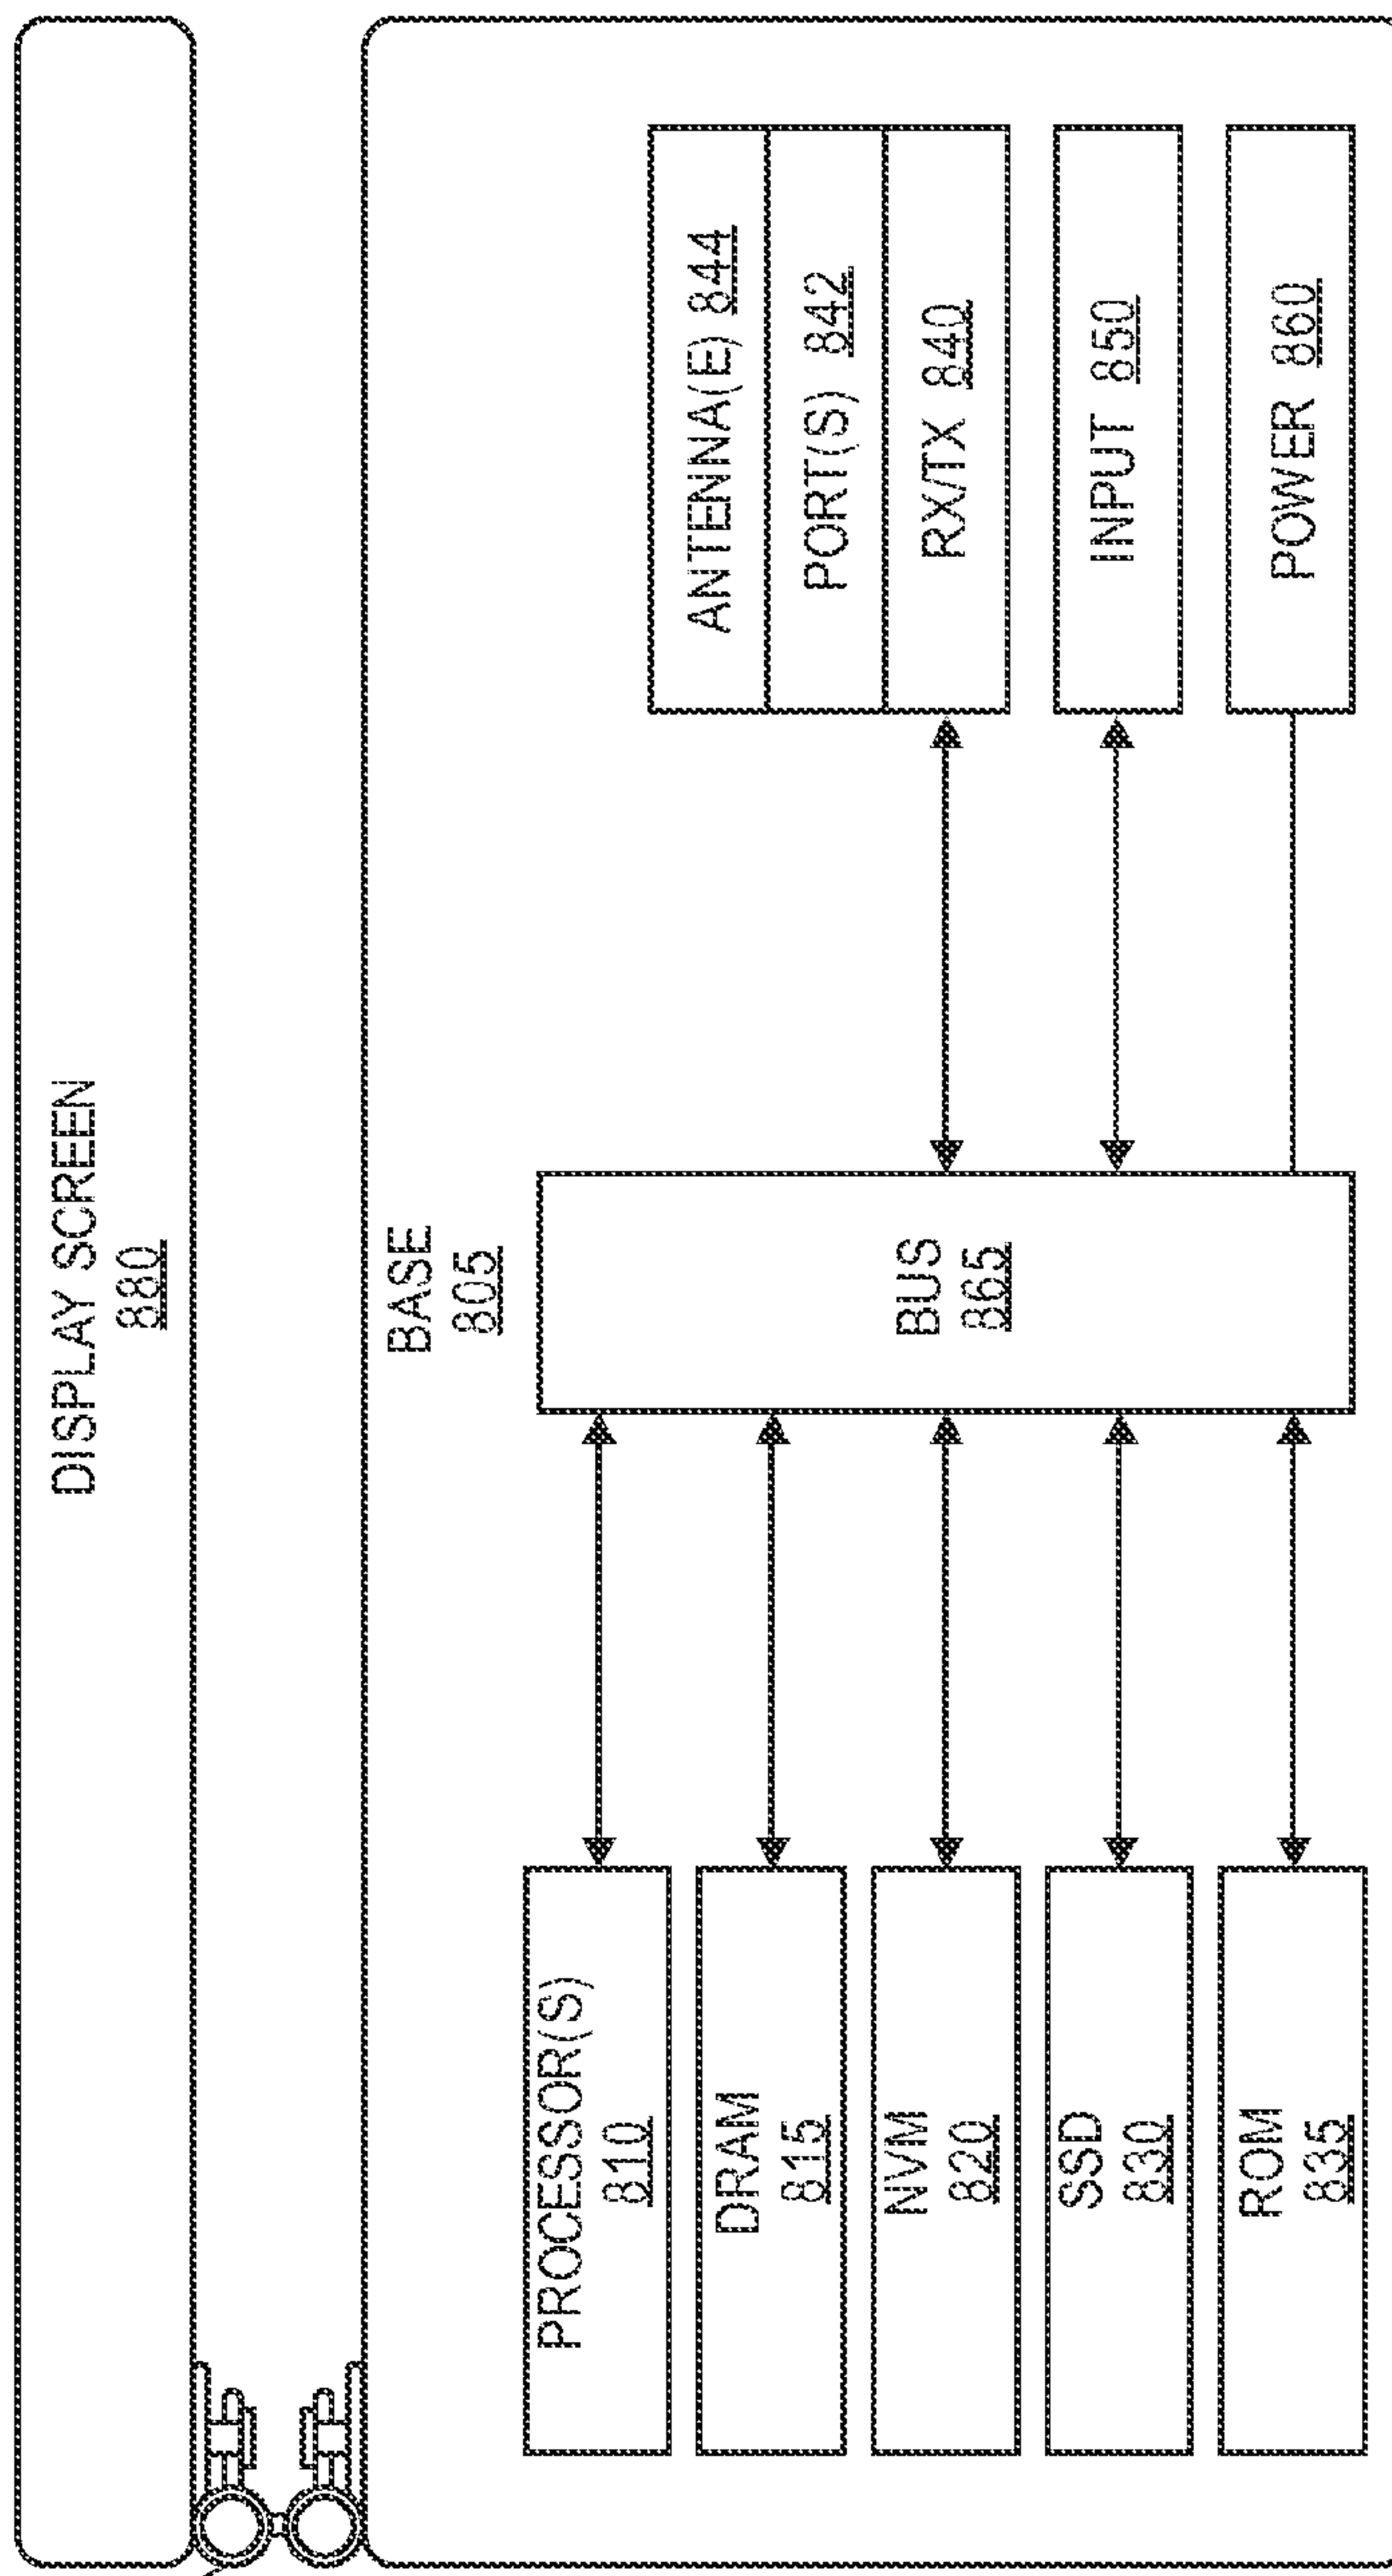 DISPLAY SCREEN
880
BASE
805
PROCESSOR(S)
810
DRAM
815
NVM
820
SSD
830
ROM
835
BUS
865
ANTENNA(E) 844
PORT(S) 842
RX/TX 840
INPUT 850
POWER 860